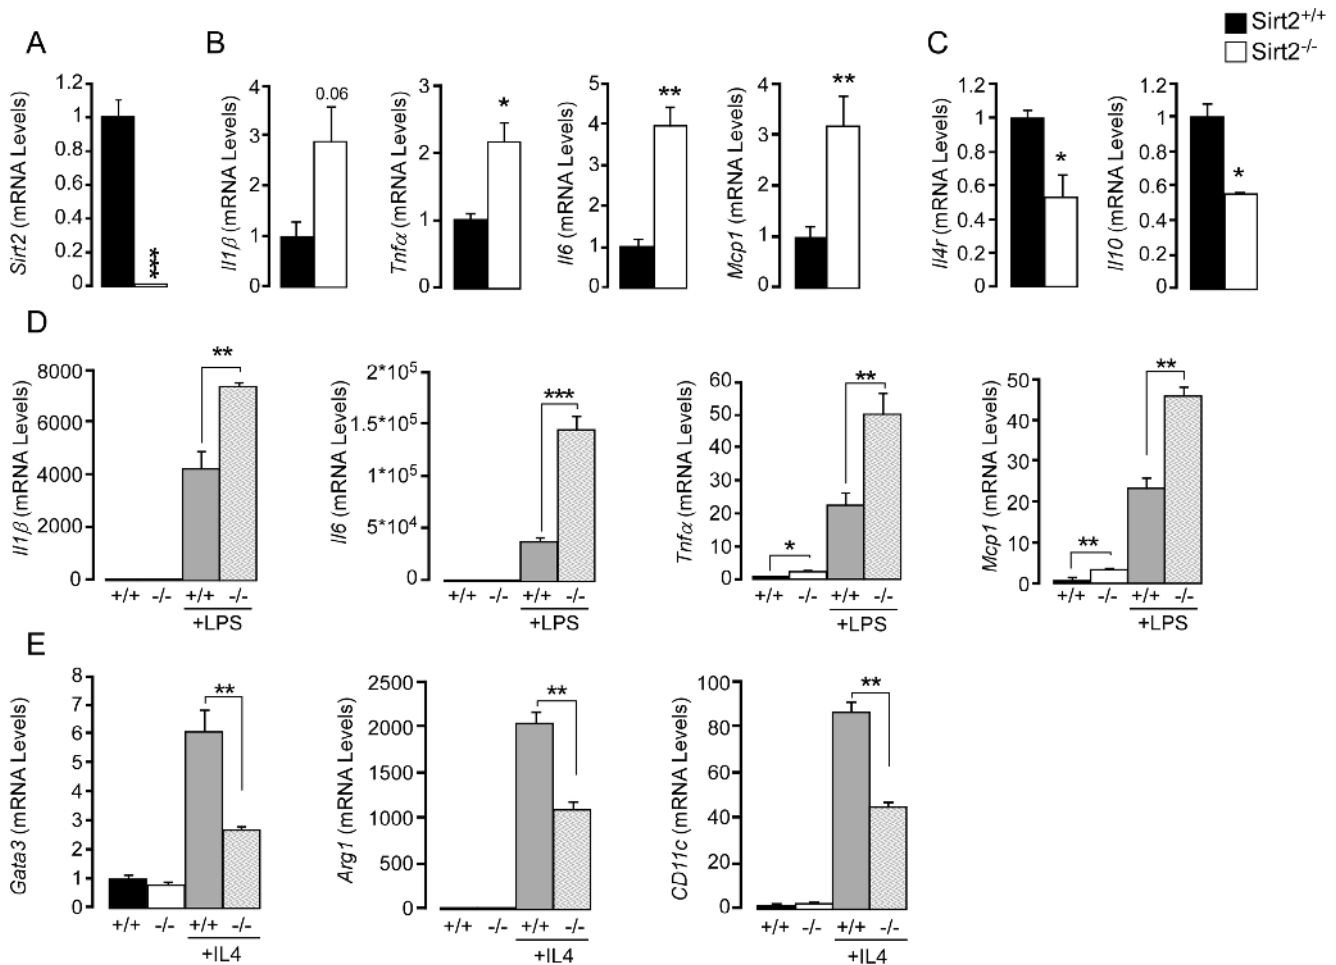 Sirt2+/+
Sirt2-/-
A
B
C
Sirt2 (mRNA Levels)
1.2
1
0.8
0.6
0.4
0.2
0
***
Il1β (mRNA Levels)
4
3
2
1
0
0.06
Tnfα (mRNA Levels)
3
2
1
0
*
Il6 (mRNA Levels)
5
4
3
2
1
0
**
Mcp1 (mRNA Levels)
4
3
2
1
0
**
Il4r (mRNA Levels)
1.2
1
0.8
0.6
0.4
0.2
0
*
Il10 (mRNA Levels)
1.2
1
0.8
0.6
0.4
0.2
0
*
D
Il1β (mRNA Levels)
8000
6000
4000
2000
0
**
+/+ -/- +/+ -/-
+LPS
Il6 (mRNA Levels)
2*10⁵
1.5*10⁵
1*10⁵
5*10⁴
0
***
+/+ -/- +/+ -/-
+LPS
Tnfα (mRNA Levels)
60
50
40
30
20
10
0
*
**
+/+ -/- +/+ -/-
+LPS
Mcp1 (mRNA Levels)
50
40
30
20
10
0
**
**
+/+ -/- +/+ -/-
+LPS
E
Gata3 (mRNA Levels)
8
7
6
5
4
3
2
1
0
**
+/+ -/- +/+ -/-
+IL4
Arg1 (mRNA Levels)
2500
2000
1500
1000
500
0
**
+/+ -/- +/+ -/-
+IL4
CD11c (mRNA Levels)
100
80
60
40
20
0
**
+/+ -/- +/+ -/-
+IL4